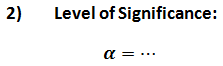 2) Level of Significance:
α = ⋯